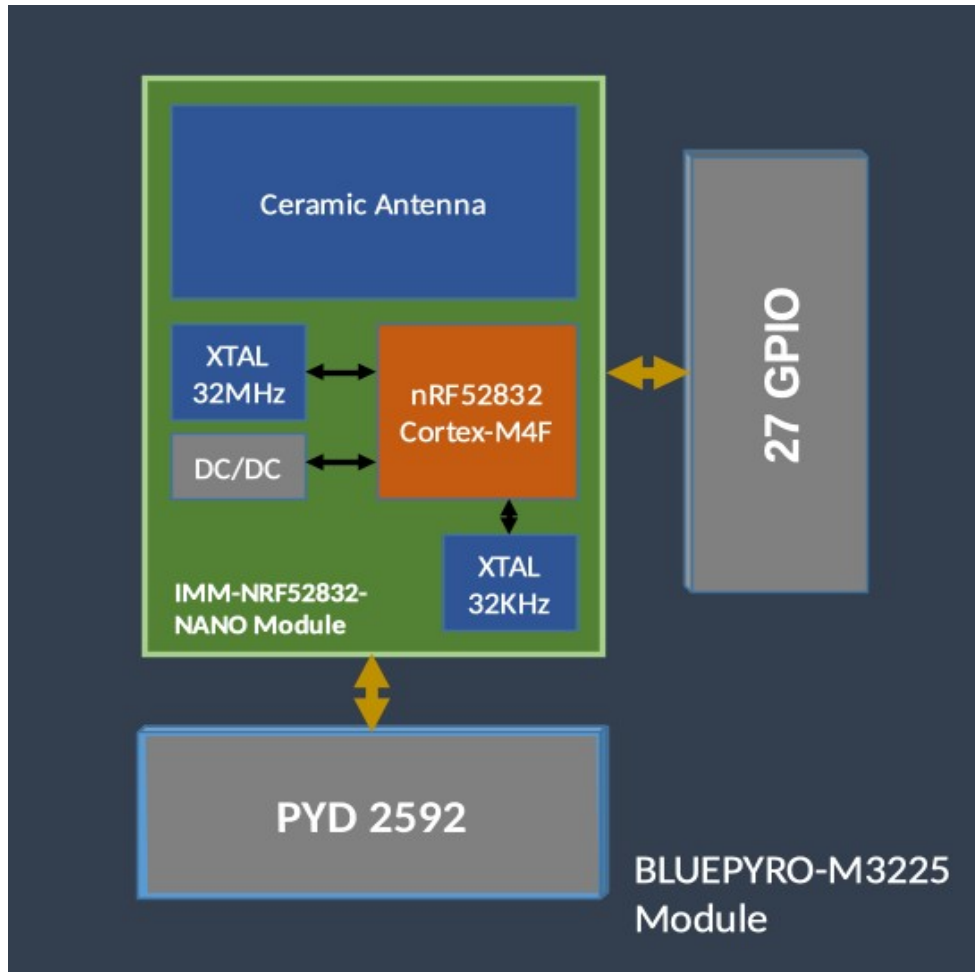 Ceramic Antenna
XTAL
32MHz
nRF52832
Cortex-M4F
DC/DC
XTAL
32KHz
IMM-NRF52832-
NANO Module
27 GPIO
PYD 2592
BLUEPYRO-M3225
Module